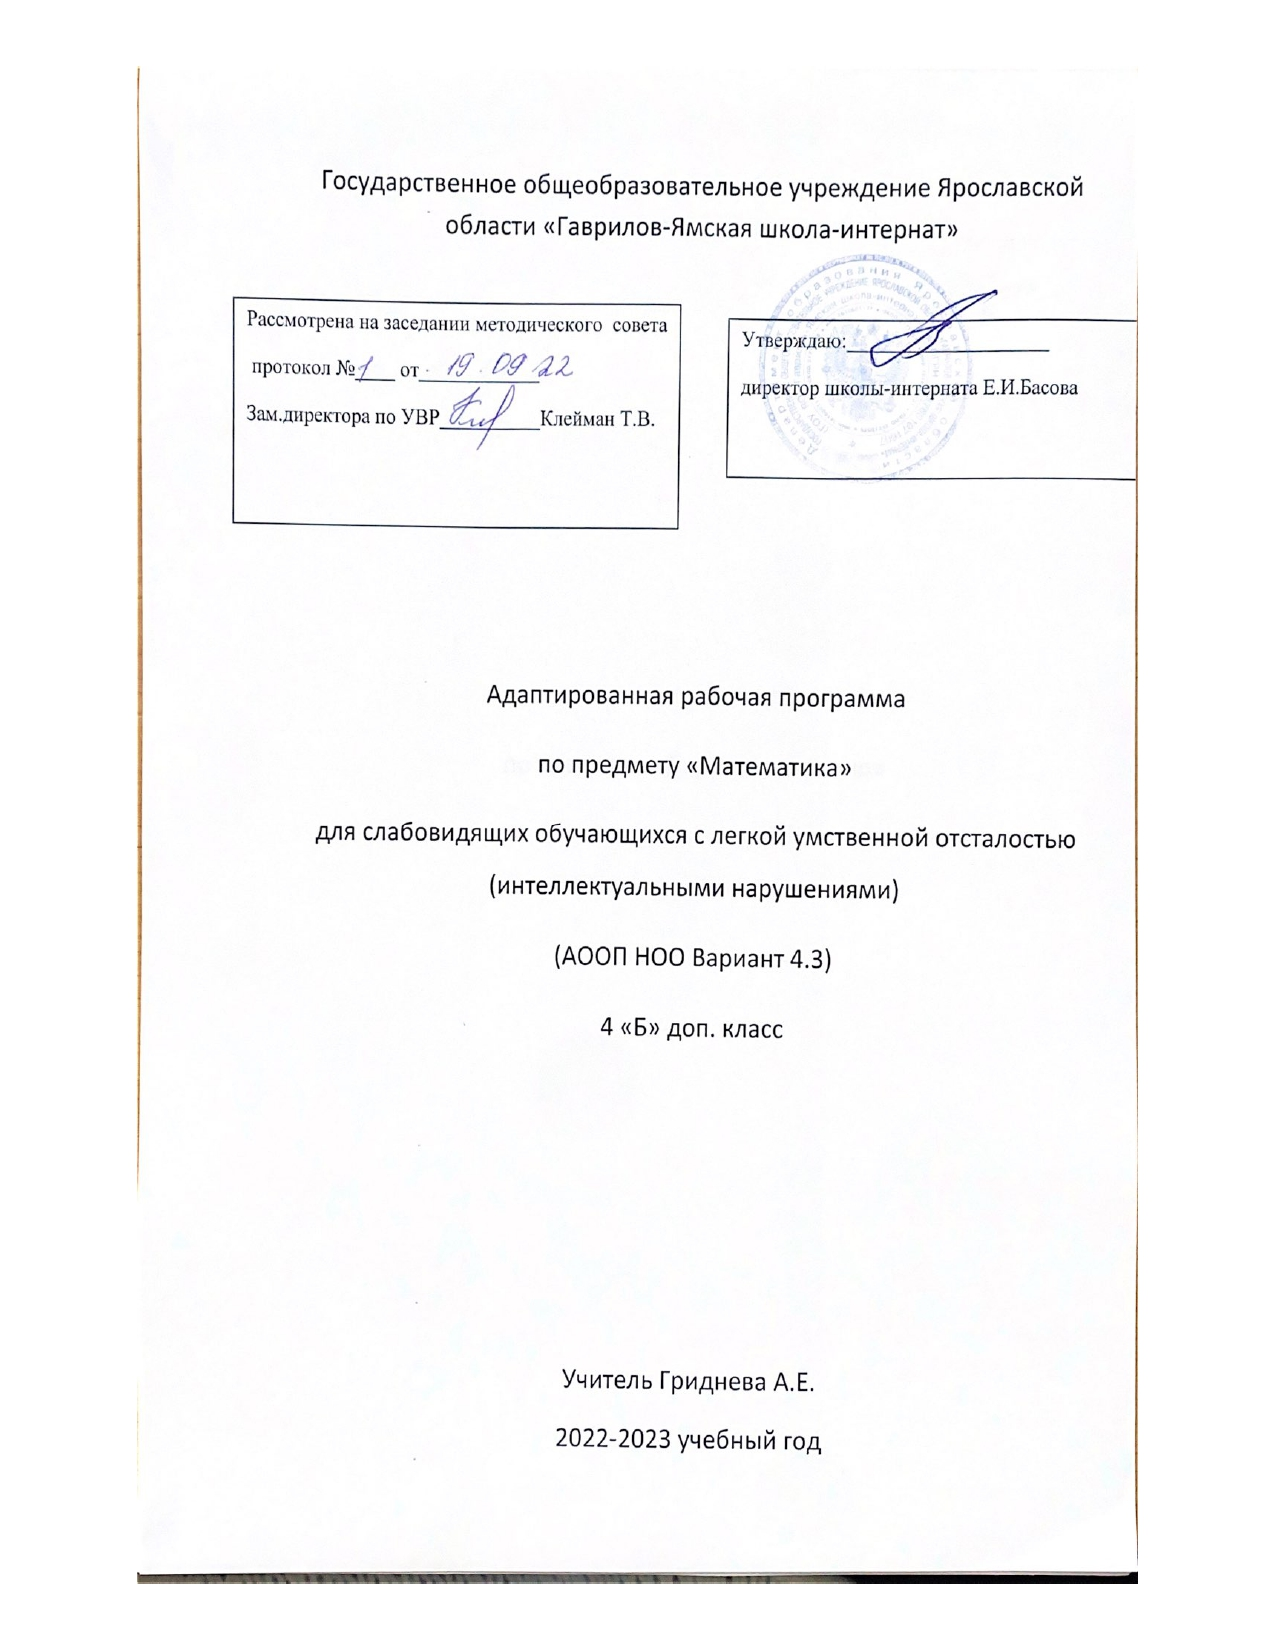 Государственное общеобразовательное учреждение Ярославской
области «Гаврилов-Ямская школа-интернат»
Рассмотрена на заседании методического совета
протокол № 1 от 19.09.22
Зам.директора по УВР Клейман Т.В.
Утверждаю:
директор школы-интерната Е.И.Басова
Адаптированная рабочая программа
по предмету «Математика»
для слабовидящих обучающихся с легкой умственной отсталостью
(интеллектуальными нарушениями)
(АООП НОО Вариант 4.3)
4 «Б» доп. класс
Учитель Гриднева А.Е.
2022-2023 учебный год